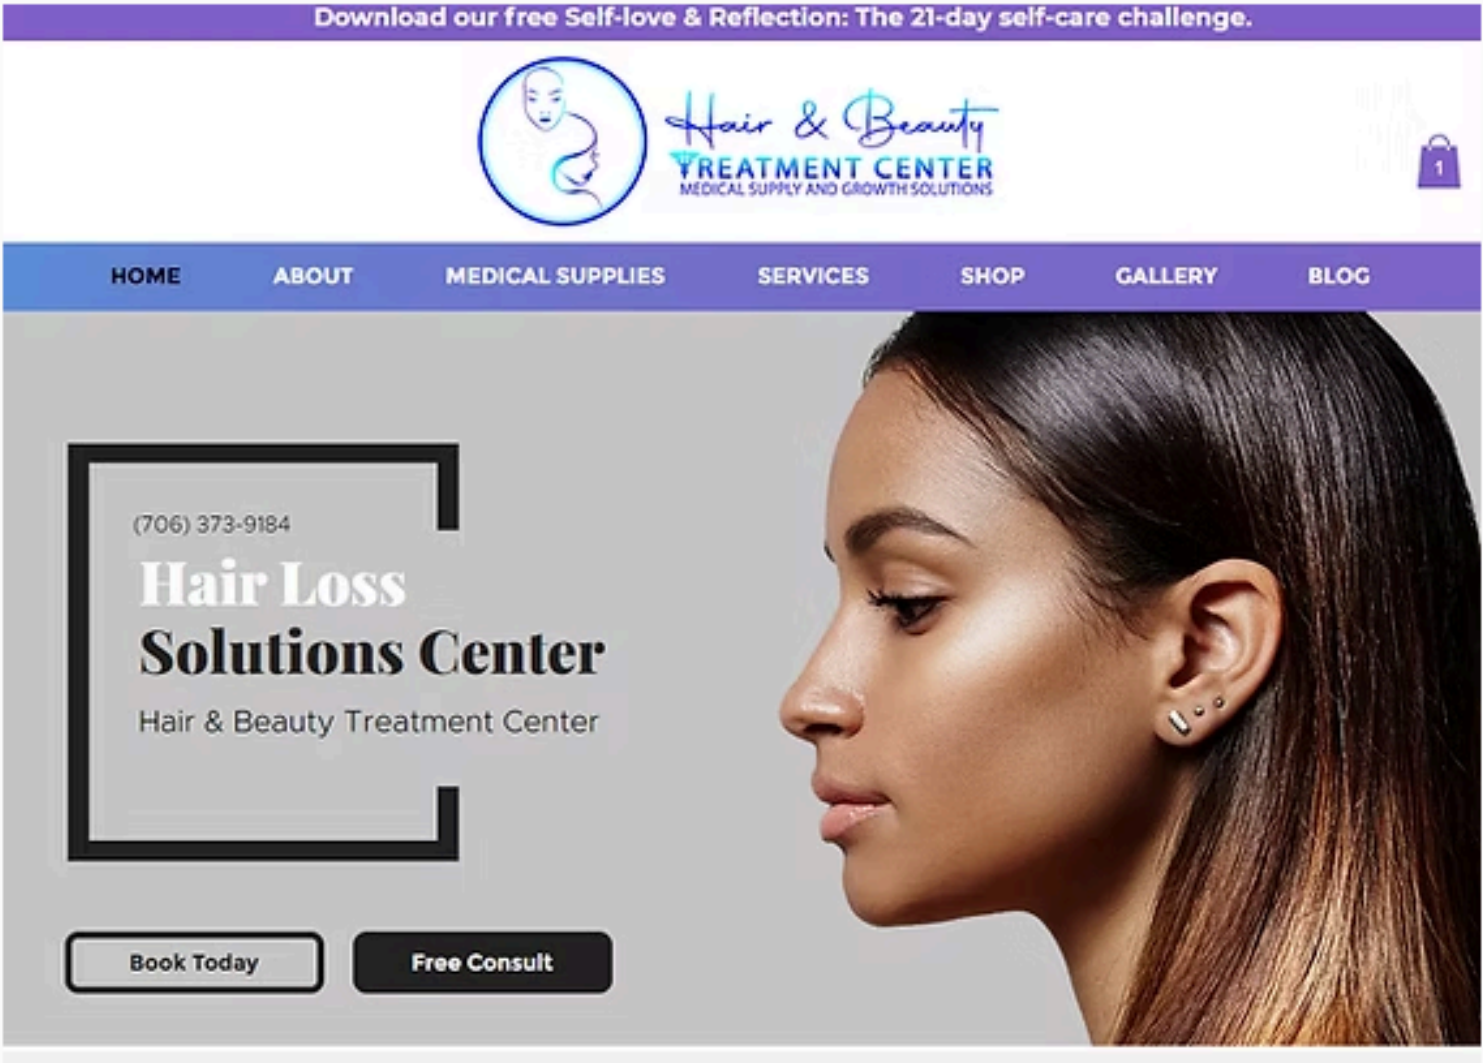 Download our free Self-love & Reflection: The 21-day self-care challenge.
Hair & Beauty
TREATMENT CENTER
MEDICAL SUPPLY AND GROWTH SOLUTIONS
1
HOME ABOUT MEDICAL SUPPLIES SERVICES SHOP GALLERY BLOG
(706) 373-9184
Hair Loss
Solutions Center
Hair & Beauty Treatment Center
Book Today Free Consult